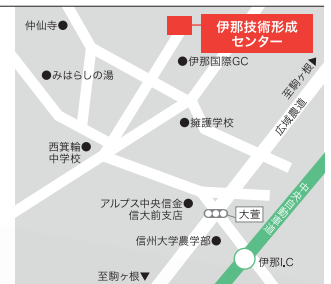 仲仙寺●
伊那技術形成
センター
●伊那国際GC
●みはらしの湯
至駒ヶ根▲
広域農道
●擁護学校
西箕輪●
中学校
中央自動車道
アルプス中央信金●
信大前支店
大萱
信州大学農学部●
伊那I.C
至駒ヶ根▼